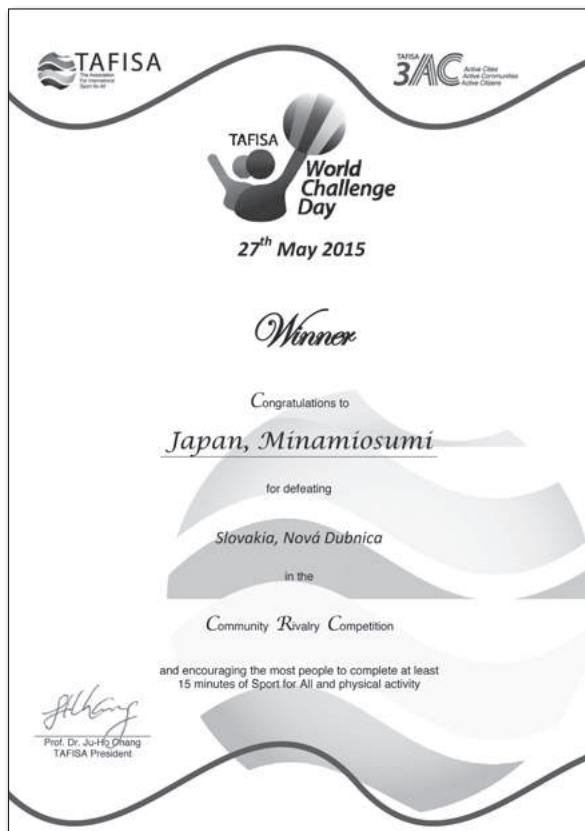 TAFISA
The Association
For International
Sport for All
TAFISA
3AC
Active Cities
Active Communities
Active Citizens
TAFISA
World
Challenge
Day
27th May 2015
Winner
Congratulations to
Japan, Minamiosumi
for defeating
Slovakia, Nová Dubnica
in the
Community Rivalry Competition
and encouraging the most people to complete at least
15 minutes of Sport for All and physical activity
Prof. Dr. Ju-Ho Chang
TAFISA President